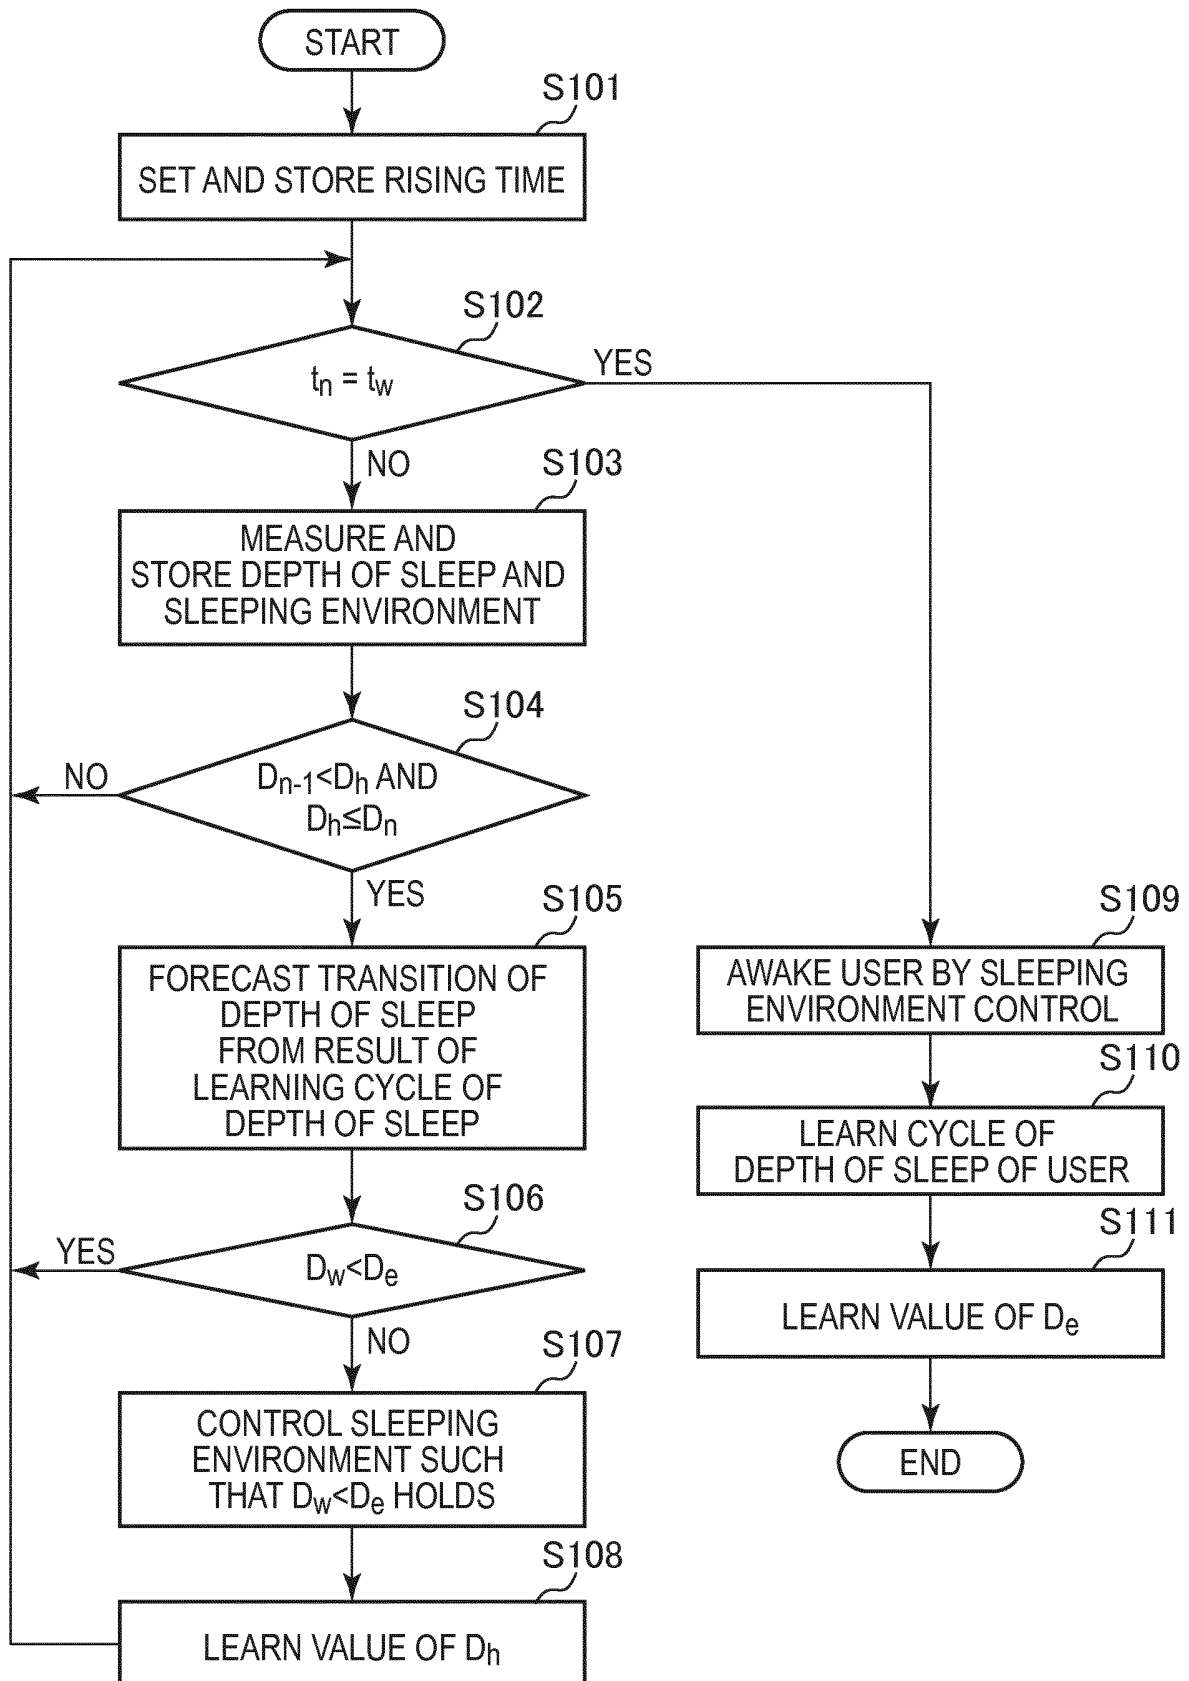 START
S101
SET AND STORE RISING TIME
S102
tn = tw
YES
NO
S103
MEASURE AND
STORE DEPTH OF SLEEP AND
SLEEPING ENVIRONMENT
S104
Dn-1<Dh AND
Dh≤Dn
NO
YES
S105
FORECAST TRANSITION OF
DEPTH OF SLEEP
FROM RESULT OF
LEARNING CYCLE OF
DEPTH OF SLEEP
S106
Dw<De
YES
NO
S107
CONTROL SLEEPING
ENVIRONMENT SUCH
THAT Dw<De HOLDS
S108
LEARN VALUE OF Dh
S109
AWAKE USER BY SLEEPING
ENVIRONMENT CONTROL
S110
LEARN CYCLE OF
DEPTH OF SLEEP OF USER
S111
LEARN VALUE OF De
END